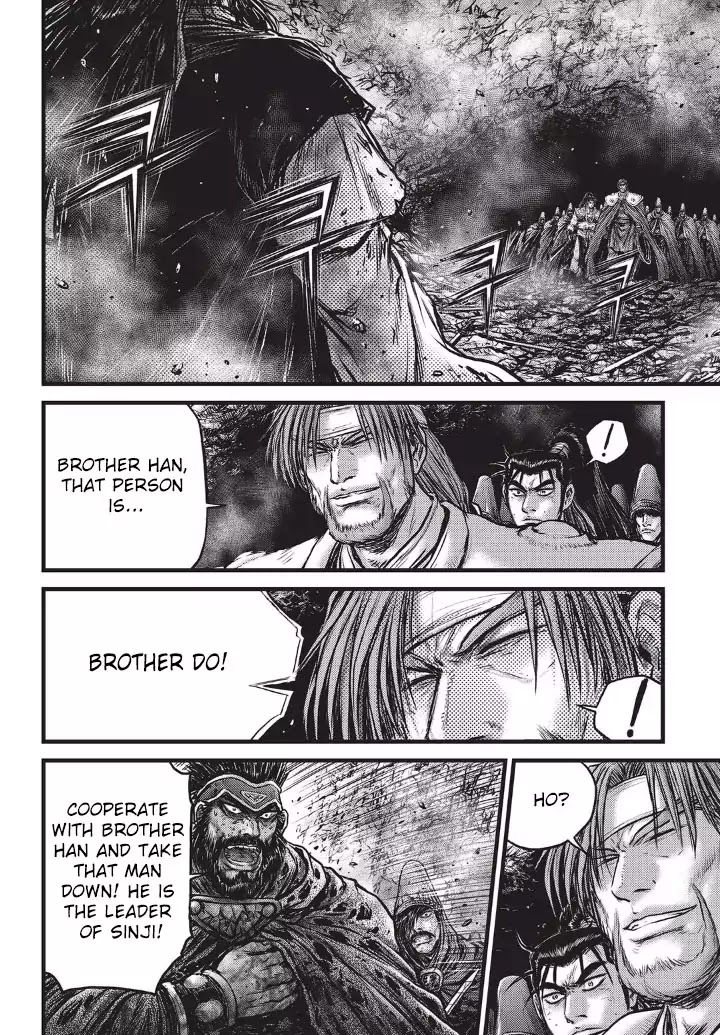 BROTHER HAN,
THAT PERSON
IS...
!
BROTHER DO!
!
COOPERATE
WITH BROTHER
HAN AND TAKE
THAT MAN
DOWN! HE IS
THE LEADER
OF SINJI!
HO?